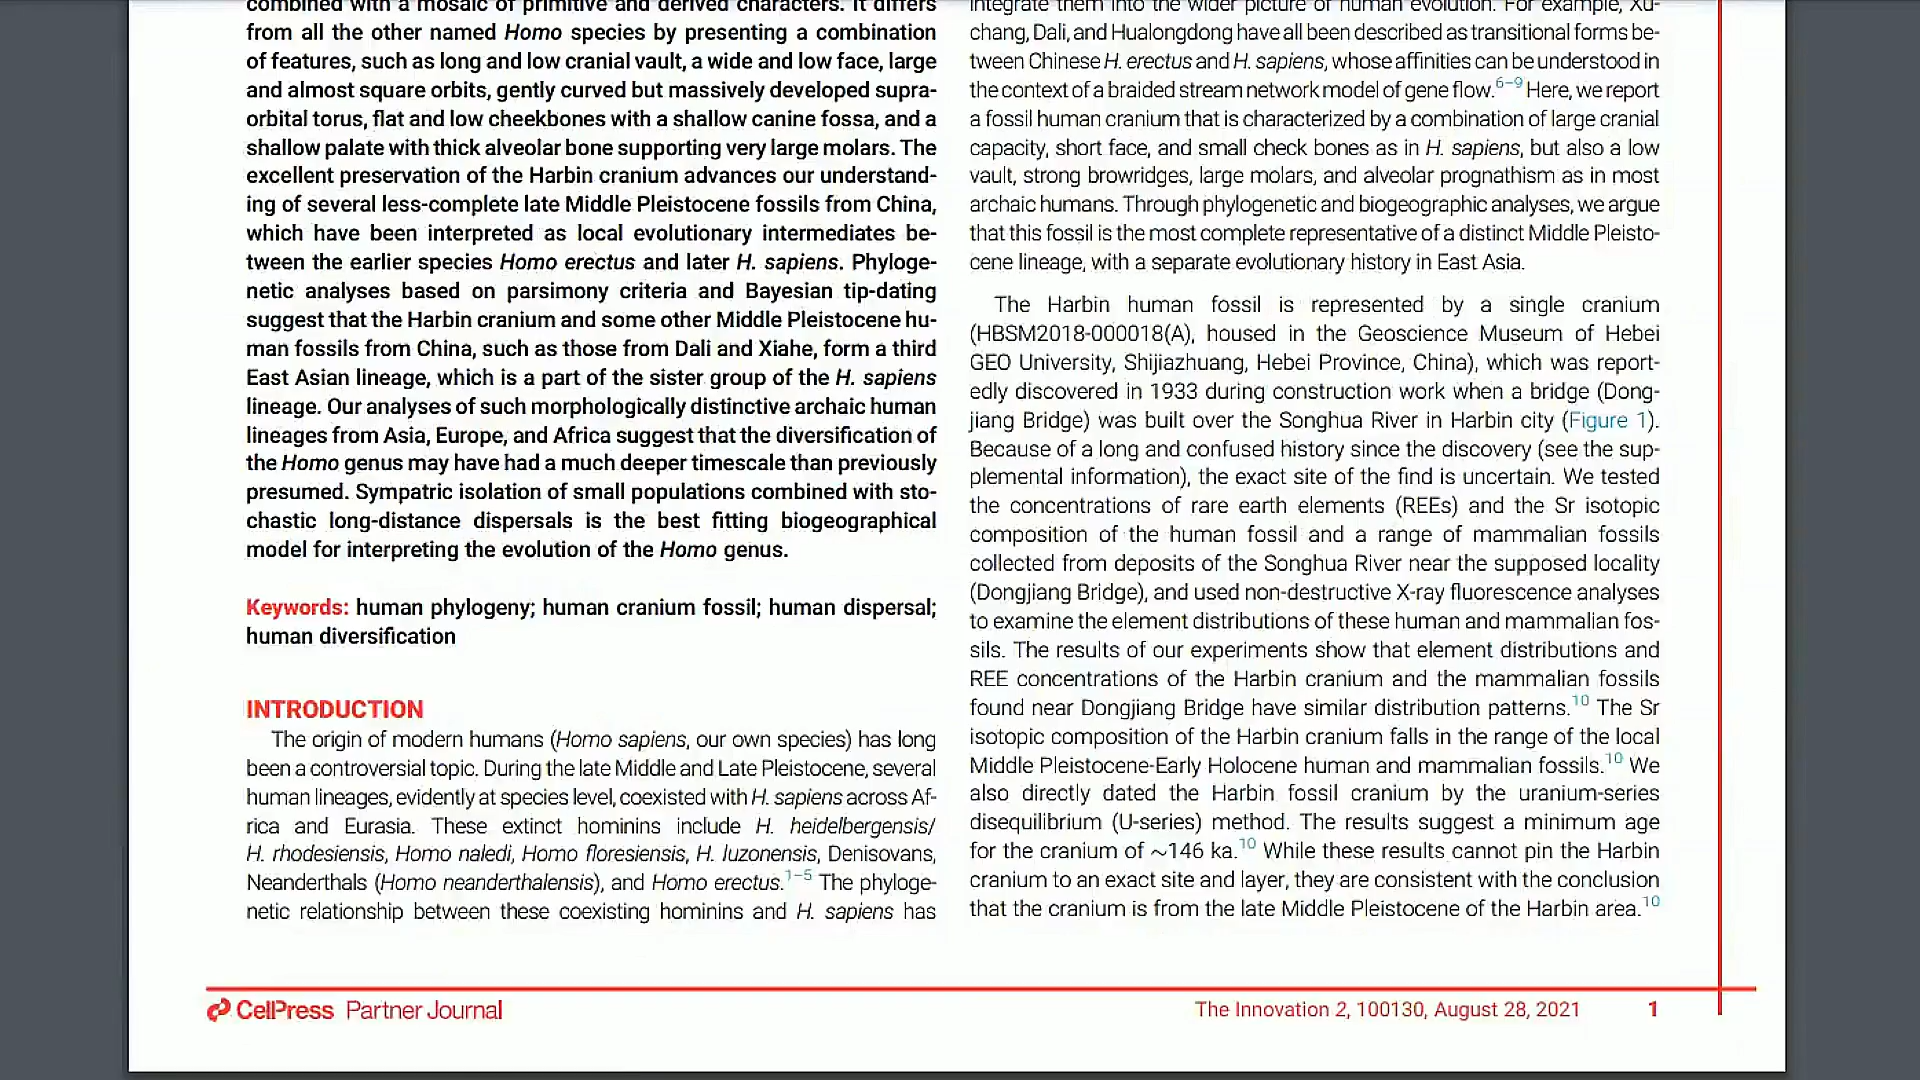 combined with a mosaic of primitive and derived characters. It differs
from all the other named Homo species by presenting a combination
of features, such as long and low cranial vault, a wide and low face, large
and almost square orbits, gently curved but massively developed supra-
orbital torus, flat and low cheekbones with a shallow canine fossa, and a
shallow palate with thick alveolar bone supporting very large molars. The
excellent preservation of the Harbin cranium advances our understand-
ing of several less-complete late Middle Pleistocene fossils from China,
which have been interpreted as local evolutionary intermediates be-
tween the earlier species Homo erectus and later H. sapiens. Phyloge-
netic analyses based on parsimony criteria and Bayesian tip-dating
suggest that the Harbin cranium and some other Middle Pleistocene hu-
man fossils from China, such as those from Dali and Xiahe, form a third
East Asian lineage, which is a part of the sister group of the H. sapiens
lineage. Our analyses of such morphologically distinctive archaic human
lineages from Asia, Europe, and Africa suggest that the diversification of
the Homo genus may have had a much deeper timescale than previously
presumed. Sympatric isolation of small populations combined with sto-
chastic long-distance dispersals is the best fitting biogeographical
model for interpreting the evolution of the Homo genus.
Keywords: human phylogeny; human cranium fossil; human dispersal;
human diversification
INTRODUCTION
The origin of modern humans (Homo sapiens, our own species) has long
been a controversial topic. During the late Middle and Late Pleistocene, several
human lineages, evidently at species level, coexisted with H. sapiens across Af-
rica and Eurasia. These extinct hominins include H. heidelbergensis/
H. rhodesiensis, Homo naledi, Homo floresiensis, H. luzonensis, Denisovans,
Neanderthals (Homo neanderthalensis), and Homo erectus.1–5 The phyloge-
netic relationship between these coexisting hominins and H. sapiens has
integrate them into the wider picture of human evolution. For example, Xu-
chang, Dali, and Hualongdong have all been described as transitional forms be-
tween Chinese H. erectus and H. sapiens, whose affinities can be understood in
the context of a braided stream network model of gene flow.6–9 Here, we report
a fossil human cranium that is characterized by a combination of large cranial
capacity, short face, and small check bones as in H. sapiens, but also a low
vault, strong browridges, large molars, and alveolar prognathism as in most
archaic humans. Through phylogenetic and biogeographic analyses, we argue
that this fossil is the most complete representative of a distinct Middle Pleisto-
cene lineage, with a separate evolutionary history in East Asia.
The Harbin human fossil is represented by a single cranium
(HBSM2018-000018(A), housed in the Geoscience Museum of Hebei
GEO University, Shijiazhuang, Hebei Province, China), which was report-
edly discovered in 1933 during construction work when a bridge (Dong-
jiang Bridge) was built over the Songhua River in Harbin city (Figure 1).
Because of a long and confused history since the discovery (see the sup-
plemental information), the exact site of the find is uncertain. We tested
the concentrations of rare earth elements (REEs) and the Sr isotopic
composition of the human fossil and a range of mammalian fossils
collected from deposits of the Songhua River near the supposed locality
(Dongjiang Bridge), and used non-destructive X-ray fluorescence analyses
to examine the element distributions of these human and mammalian fos-
sils. The results of our experiments show that element distributions and
REE concentrations of the Harbin cranium and the mammalian fossils
found near Dongjiang Bridge have similar distribution patterns.10 The Sr
isotopic composition of the Harbin cranium falls in the range of the local
Middle Pleistocene-Early Holocene human and mammalian fossils.10 We
also directly dated the Harbin fossil cranium by the uranium-series
disequilibrium (U-series) method. The results suggest a minimum age
for the cranium of ~146 ka.10 While these results cannot pin the Harbin
cranium to an exact site and layer, they are consistent with the conclusion
that the cranium is from the late Middle Pleistocene of the Harbin area.10
CellPress Partner Journal
The Innovation 2, 100130, August 28, 2021 1